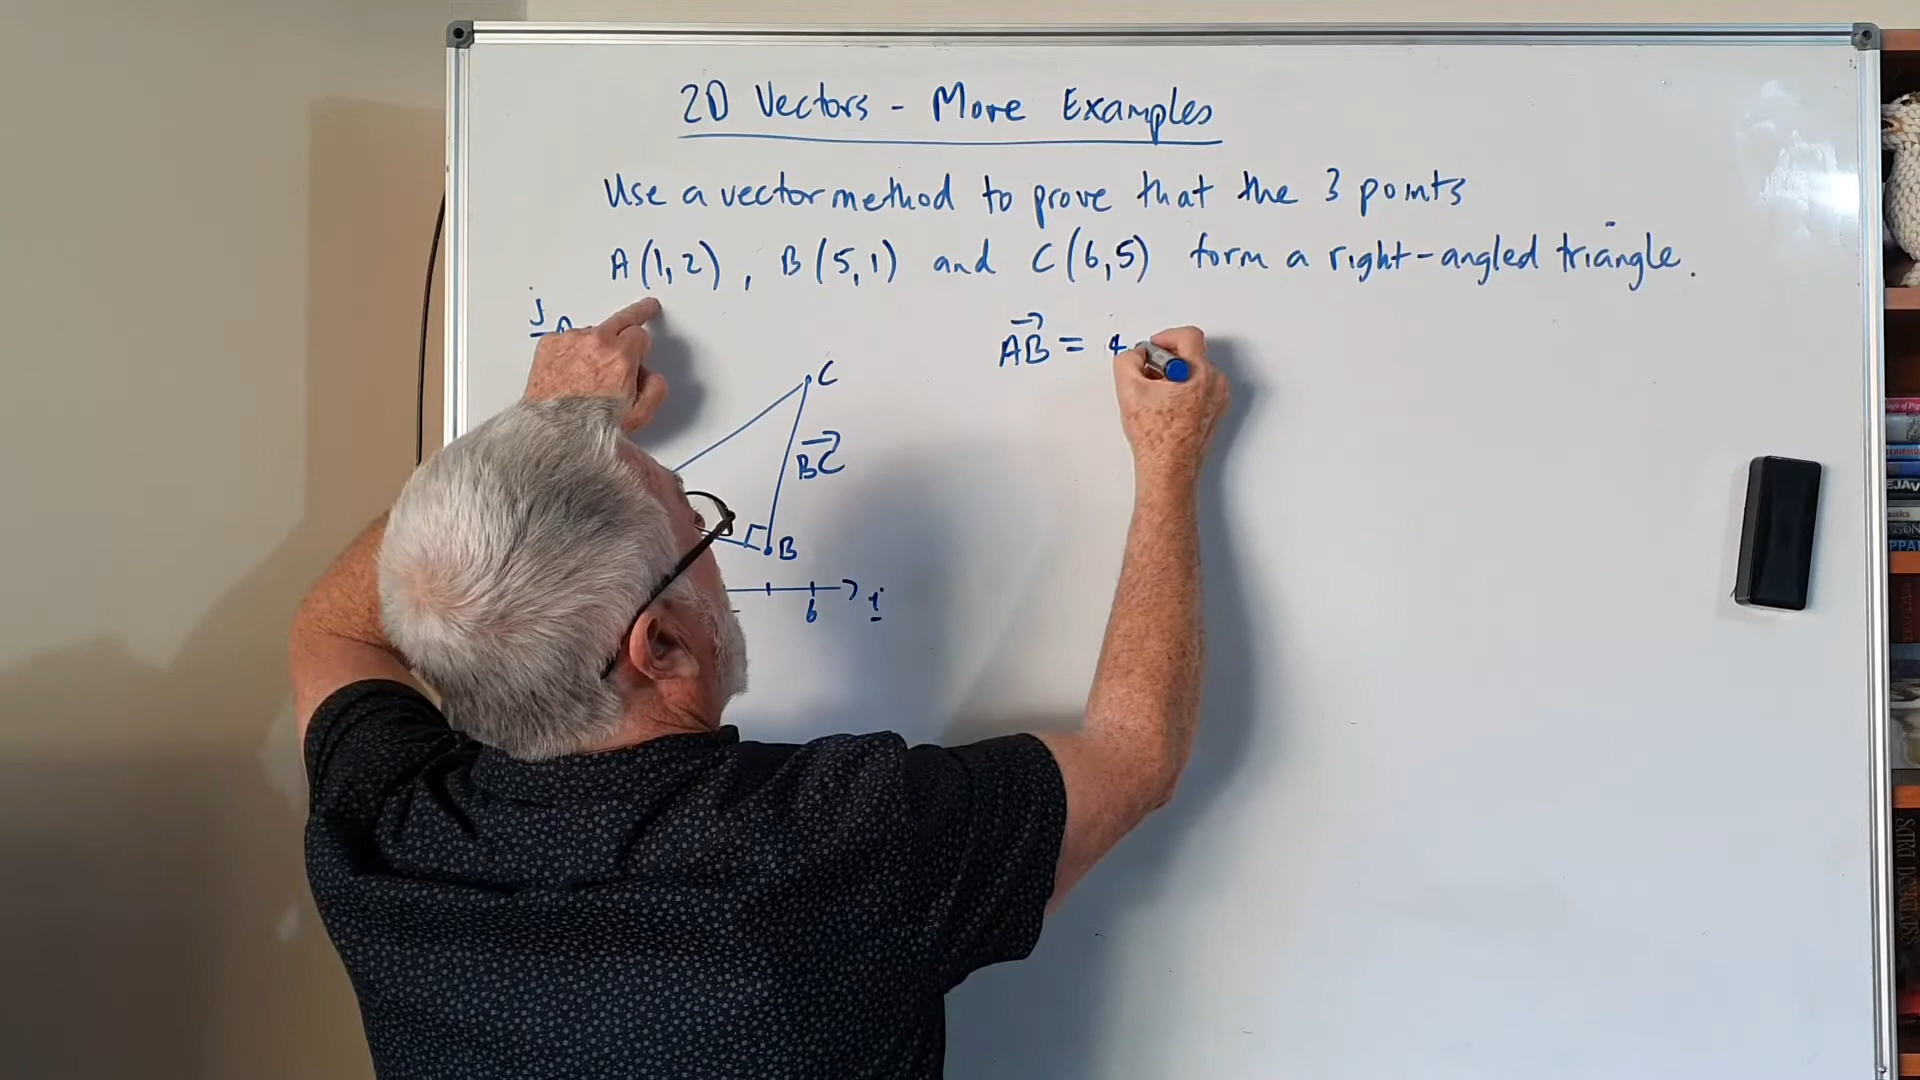 2D Vectors - More Examples
Use a vector method to prove that the 3 points
A(1,2), B(5,1) and C(6,5) form a right-angled triangle.
j
AB = 4
C
BC
B
6
i